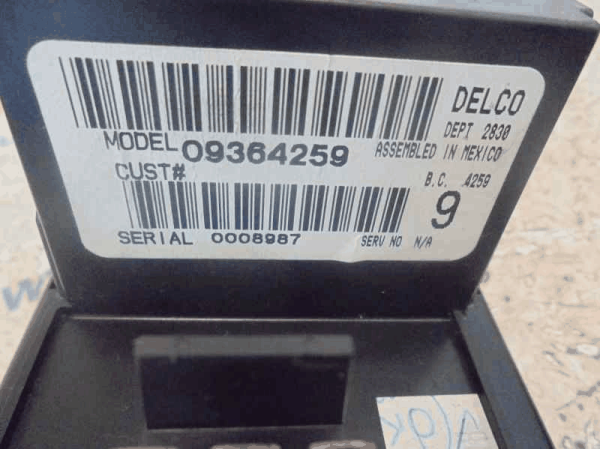 DELCO
DEPT 2830
MODEL 09364259 ASSEMBLED IN MEXICO
CUST# B.C. 4259
9
SERIAL 0008987 SERV NO N/A